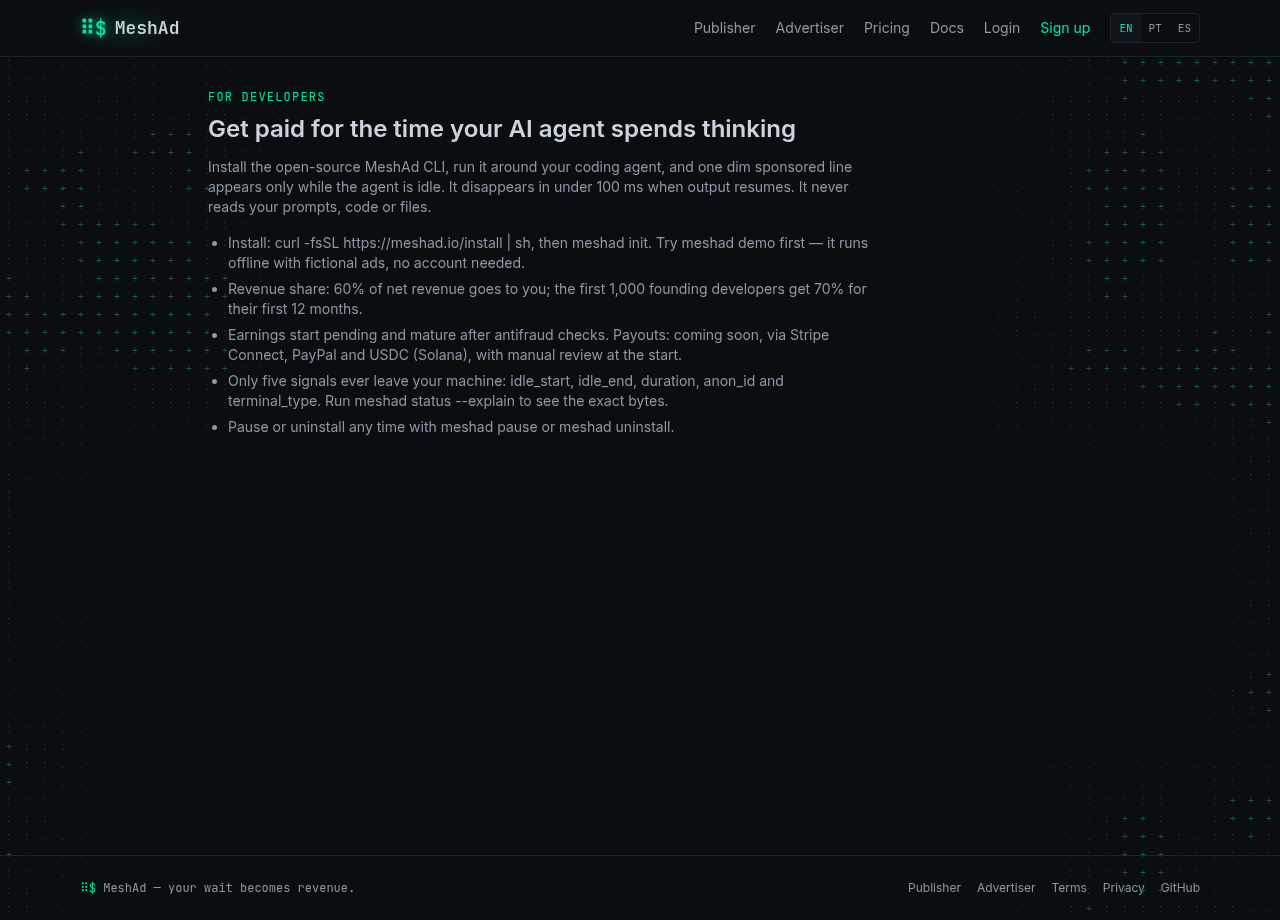 ⠿$ MeshAd
Publisher Advertiser Pricing Docs Login Sign up EN PT ES
FOR DEVELOPERS
Get paid for the time your AI agent spends thinking
Install the open-source MeshAd CLI, run it around your coding agent, and one dim sponsored line
appears only while the agent is idle. It disappears in under 100 ms when output resumes. It never
reads your prompts, code or files.
• Install: curl -fsSL https://meshad.io/install | sh, then meshad init. Try meshad demo first — it runs
offline with fictional ads, no account needed.
• Revenue share: 60% of net revenue goes to you; the first 1,000 founding developers get 70% for
their first 12 months.
• Earnings start pending and mature after antifraud checks. Payouts: coming soon, via Stripe
Connect, PayPal and USDC (Solana), with manual review at the start.
• Only five signals ever leave your machine: idle_start, idle_end, duration, anon_id and
terminal_type. Run meshad status --explain to see the exact bytes.
• Pause or uninstall any time with meshad pause or meshad uninstall.
⠿$ MeshAd — your wait becomes revenue.
Publisher Advertiser Terms Privacy GitHub